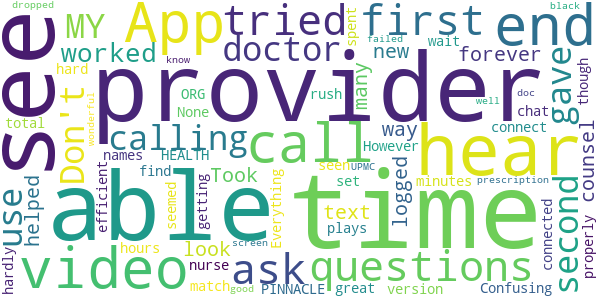 dropped
black
see
MY
App
tried
first
end
worked
doctor
new
spent
failed
wait
forever
know
provider
gave
hard
Don't
ORG
None
rush
many
chat
well
doc
though
total
wonderful
names
calling
HEALTH
call
way
However
connect
hear
counsel
efficient
find
Took
seen
UPMC
use
helped
seemed
getting
Everything
set
logged
minutes
prescription
second
able
time
text
plays
hardly
video
hours
look
nurse
screen
ask
questions
connected
properly
match
good
PINNACLE
great
version
Confusing